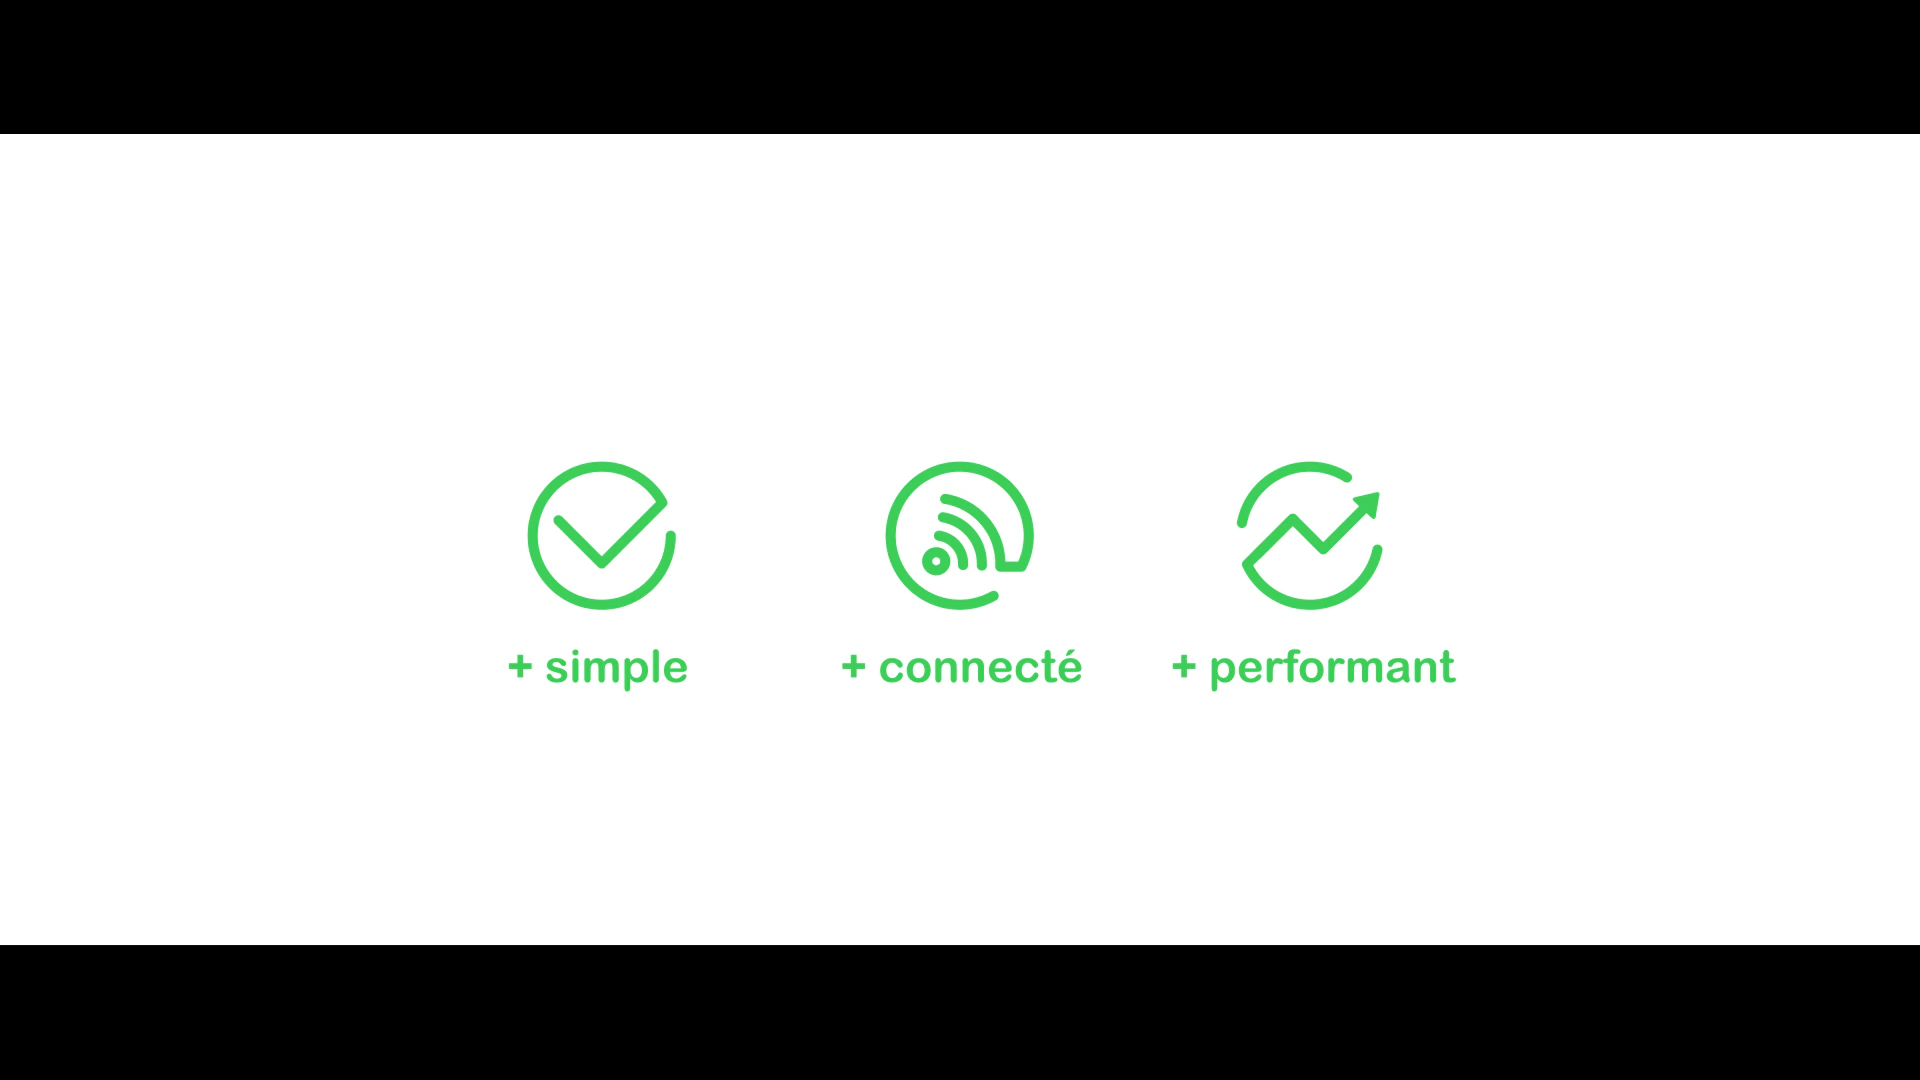 + simple + connecté + performant